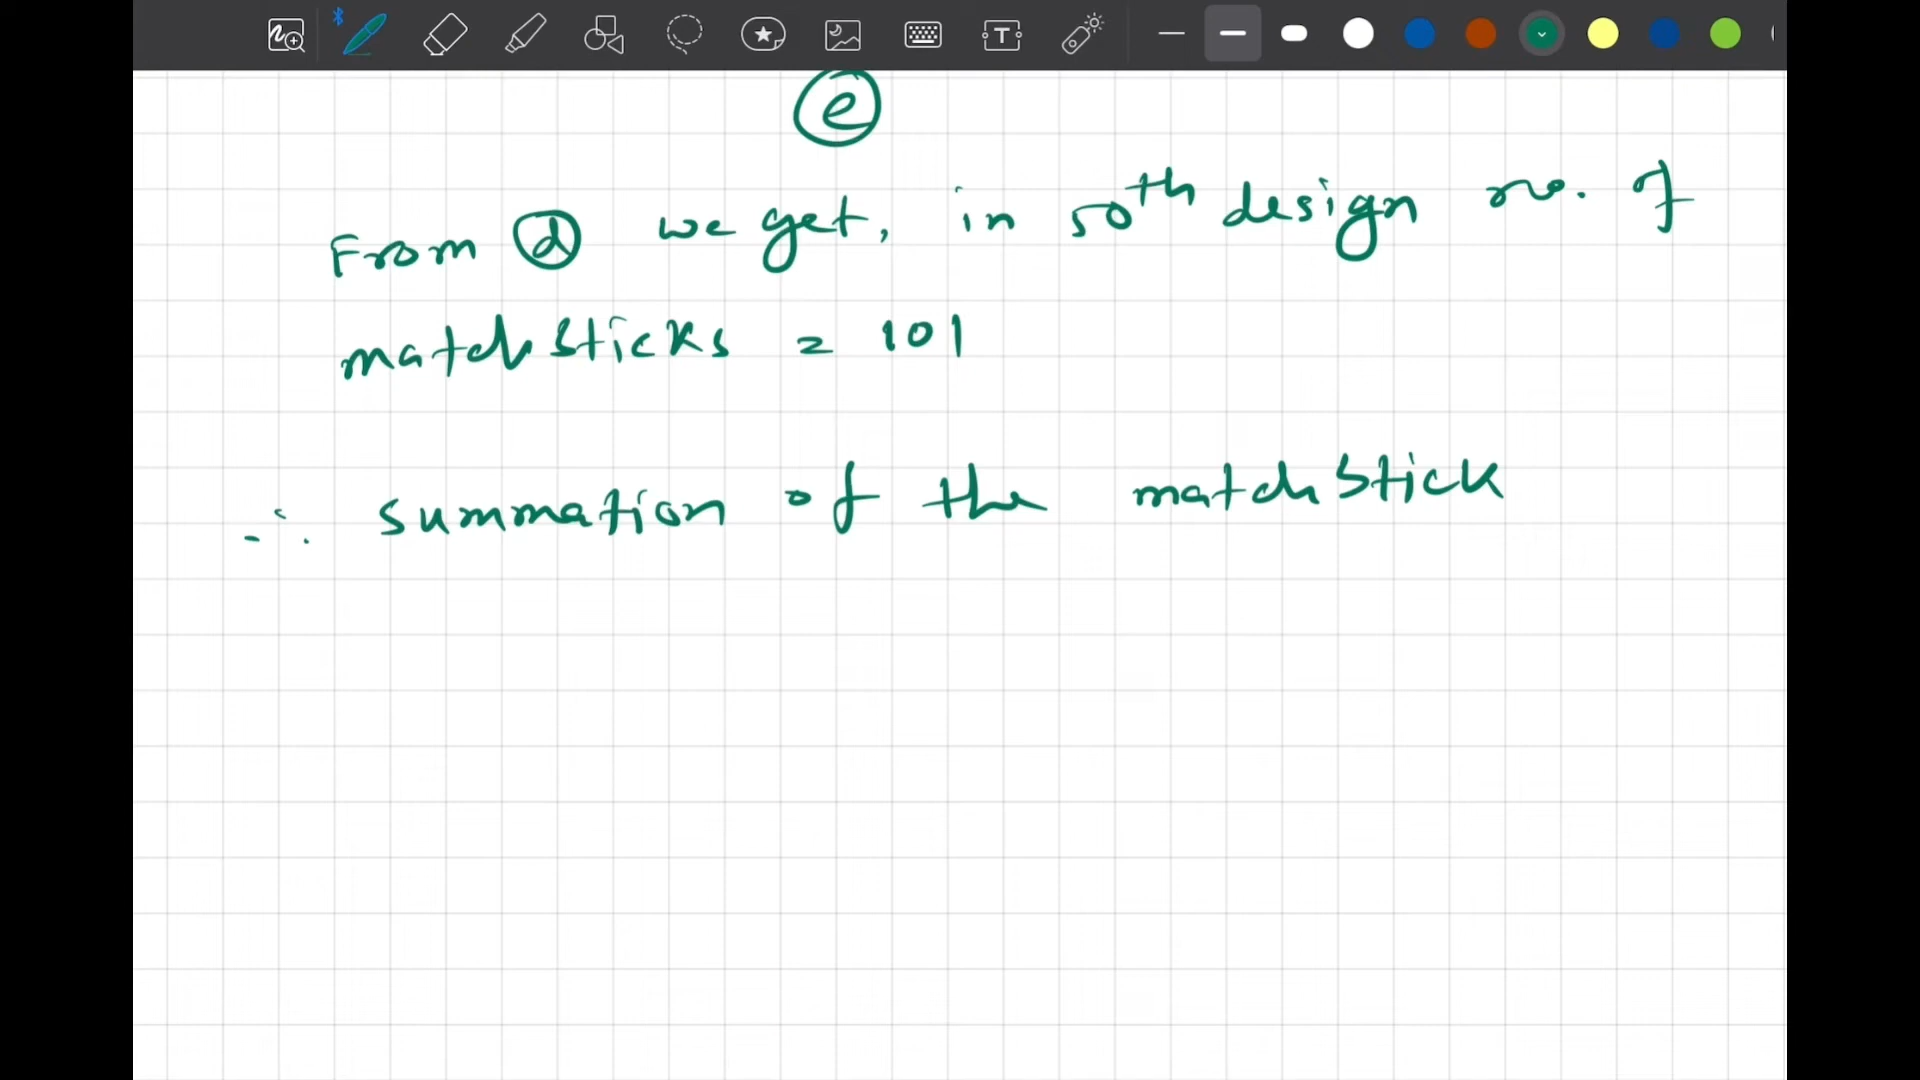 e
From d we get, in 50th design no. of
matchsticks = 101
∴ summation of the matchstick